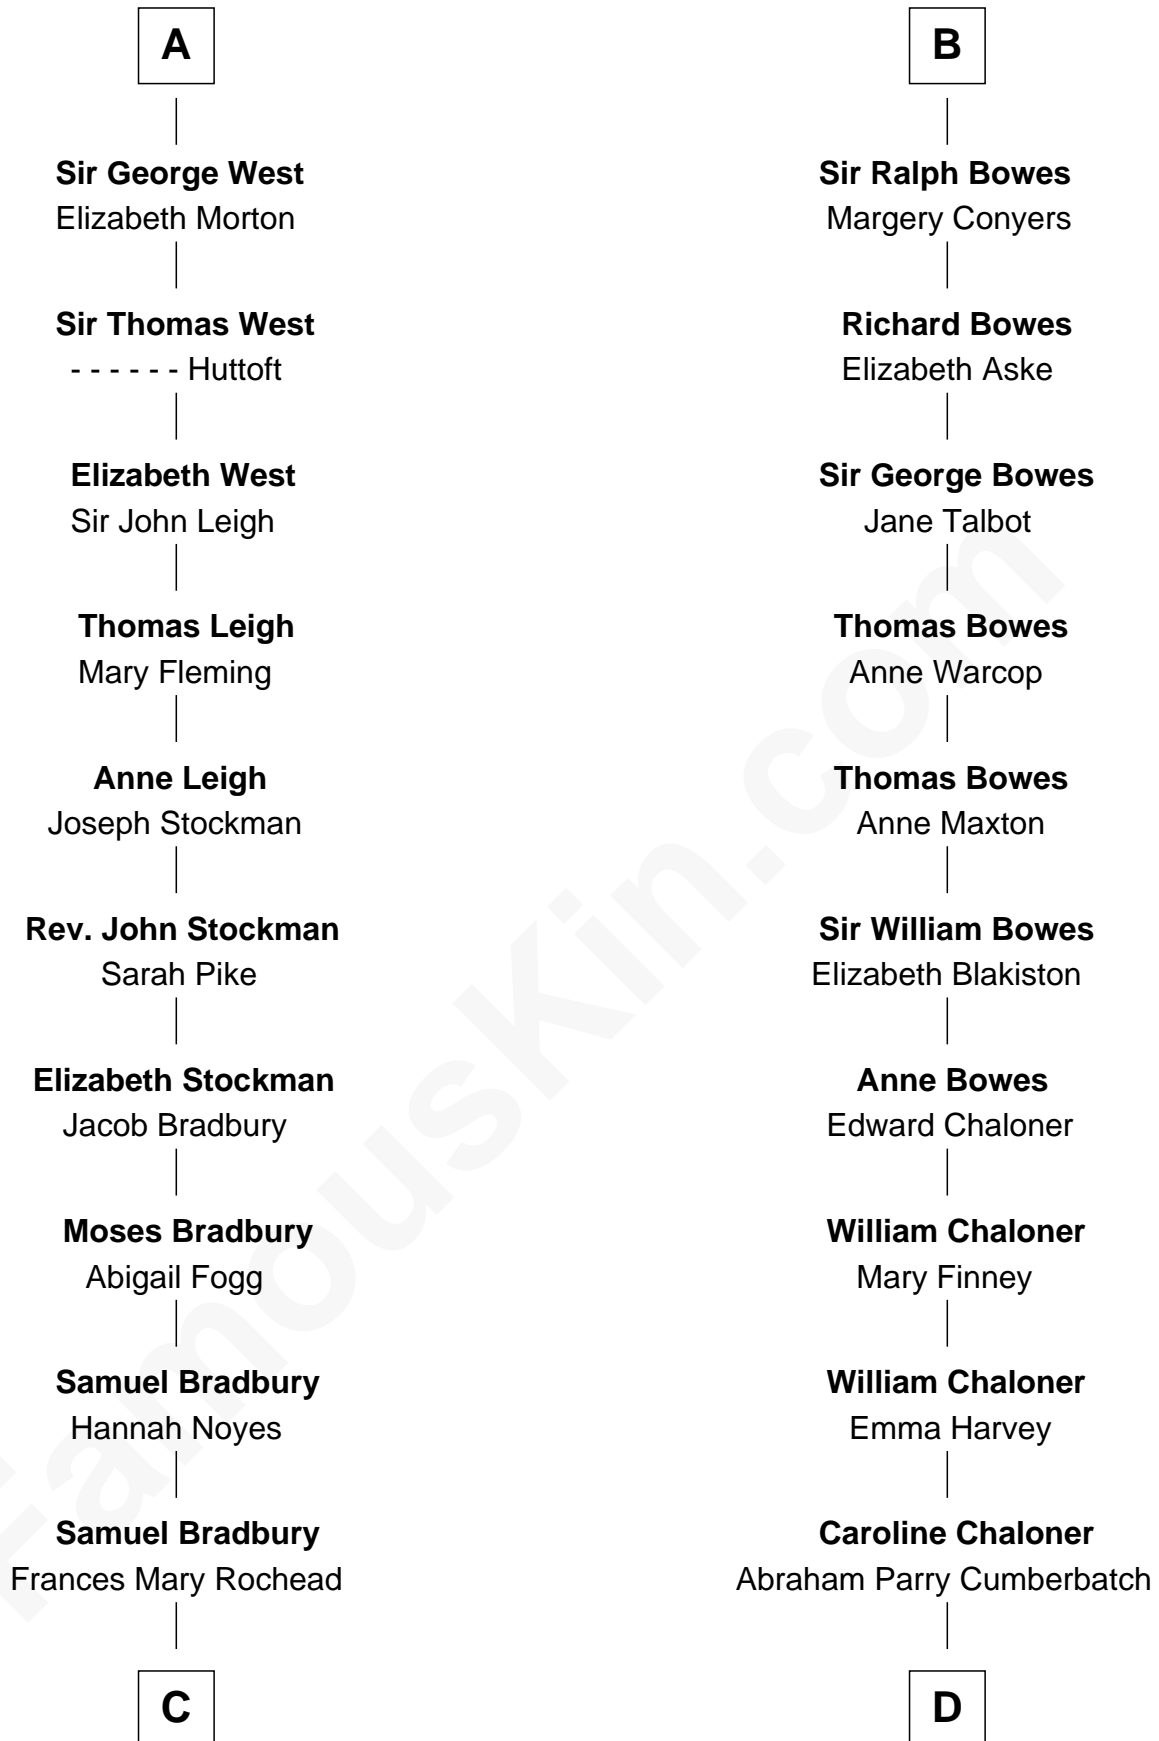 A
Sir George West
Elizabeth Morton
Sir Thomas West
- - - - - - Huttoft
Elizabeth West
Sir John Leigh
Thomas Leigh
Mary Fleming
Anne Leigh
Joseph Stockman
Rev. John Stockman
Sarah Pike
Elizabeth Stockman
Jacob Bradbury
Moses Bradbury
Abigail Fogg
Samuel Bradbury
Hannah Noyes
Samuel Bradbury
Frances Mary Rochead
C
B
Sir Ralph Bowes
Margery Conyers
Richard Bowes
Elizabeth Aske
Sir George Bowes
Jane Talbot
Thomas Bowes
Anne Warcop
Thomas Bowes
Anne Maxton
Sir William Bowes
Elizabeth Blakiston
Anne Bowes
Edward Chaloner
William Chaloner
Mary Finney
William Chaloner
Emma Harvey
Caroline Chaloner
Abraham Parry Cumberbatch
D
FamousKin.com